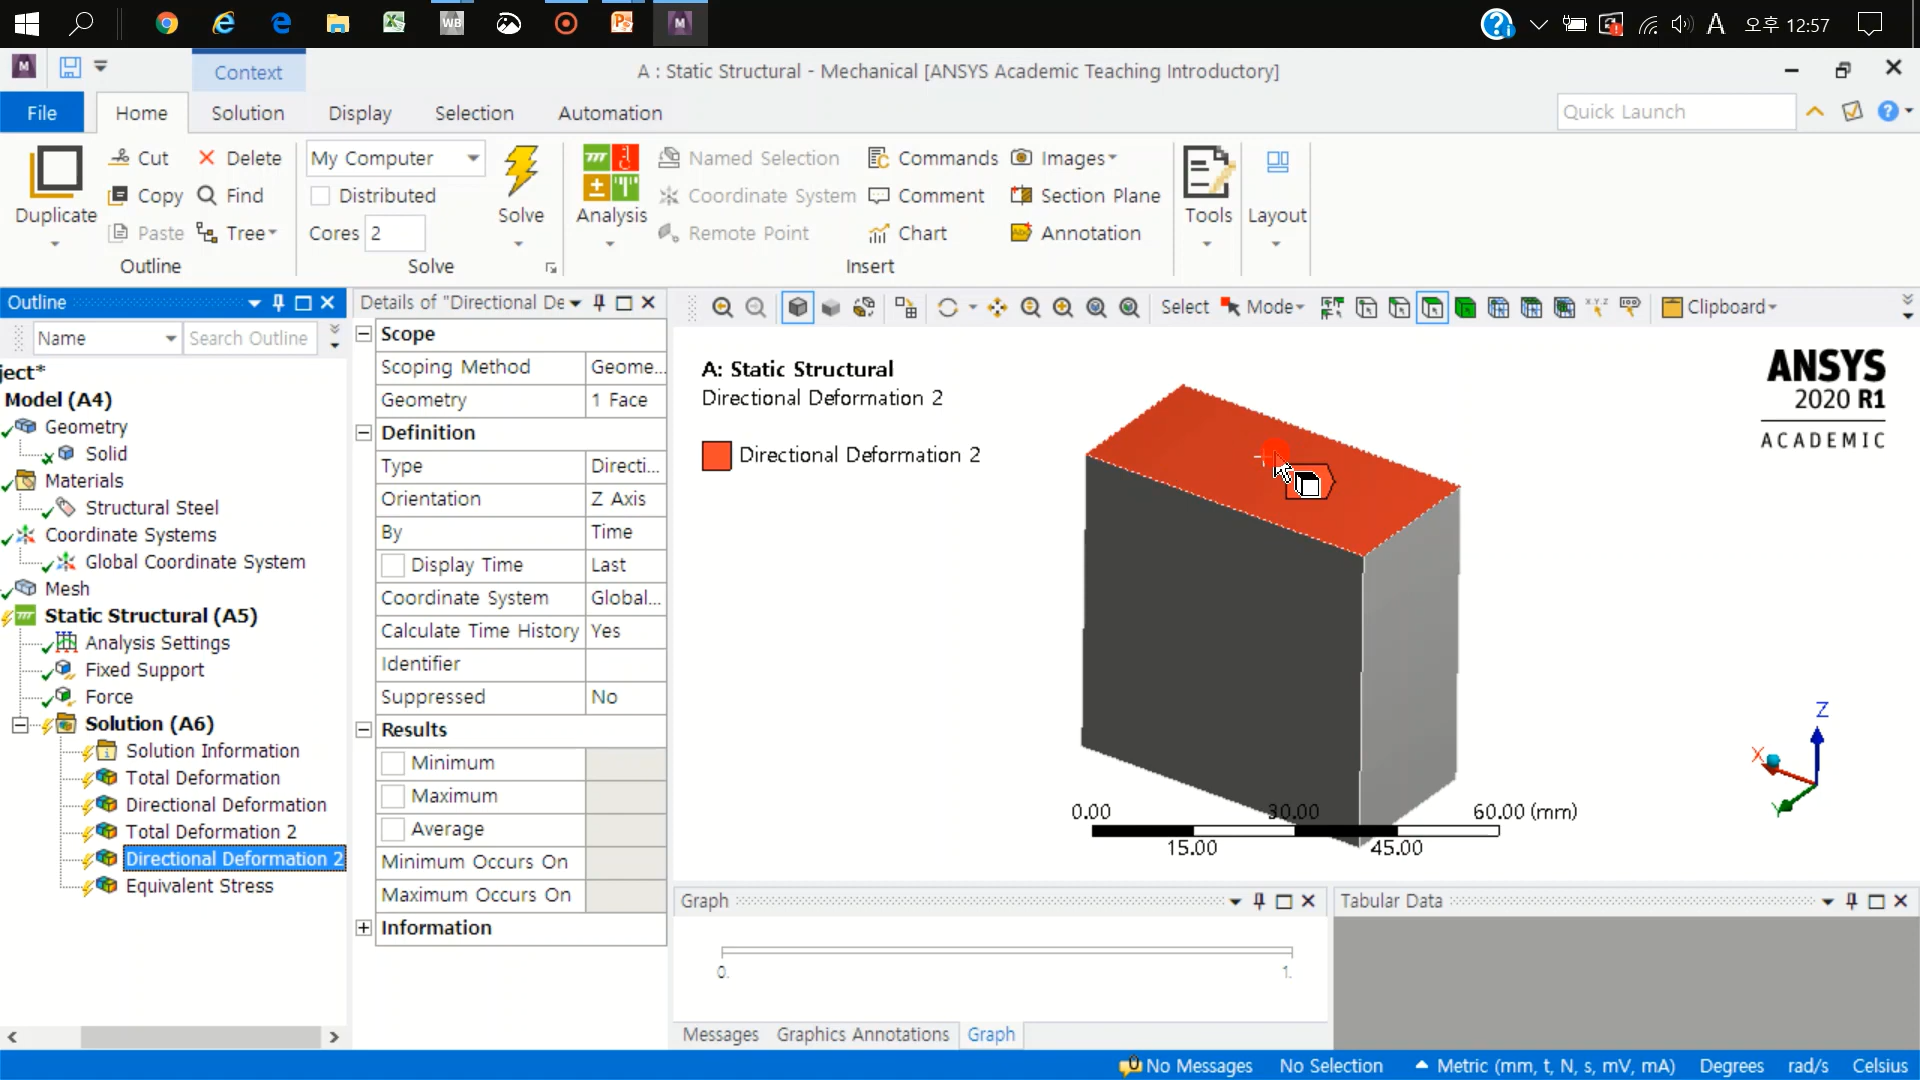 WB
M
A
오후 12:57
M
Context
A : Static Structural - Mechanical [ANSYS Academic Teaching Introductory]
File
Home
Solution
Display
Selection
Automation
Quick Launch
Duplicate
Cut
Copy
Paste
Delete
Find
Tree
Outline
My Computer
Distributed
Cores 2
Solve
Solve
Analysis
Named Selection
Coordinate System
Remote Point
Commands
Comment
Chart
Images
Section Plane
Annotation
Insert
Tools
Layout
Outline
Name
Search Outline
ject*
Model (A4)
Geometry
Solid
Materials
Structural Steel
Coordinate Systems
Global Coordinate System
Mesh
Static Structural (A5)
Analysis Settings
Fixed Support
Force
Solution (A6)
Solution Information
Total Deformation
Directional Deformation
Total Deformation 2
Directional Deformation 2
Equivalent Stress
Details of "Directional De
Scope
Scoping Method Geome...
Geometry 1 Face
Definition
Type Directi...
Orientation Z Axis
By Time
Display Time Last
Coordinate System Global...
Calculate Time History Yes
Identifier
Suppressed No
Results
Minimum
Maximum
Average
Minimum Occurs On
Maximum Occurs On
Information
Select
Mode
Clipboard
A: Static Structural
Directional Deformation 2
Directional Deformation 2
ANSYS
2020 R1
ACADEMIC
Z
X
Y
0.00 30.00 60.00 (mm)
15.00 45.00
Graph
0.
1.
Messages
Graphics Annotations
Graph
Tabular Data
No Messages
No Selection
Metric (mm, t, N, s, mV, mA)
Degrees
rad/s
Celsius